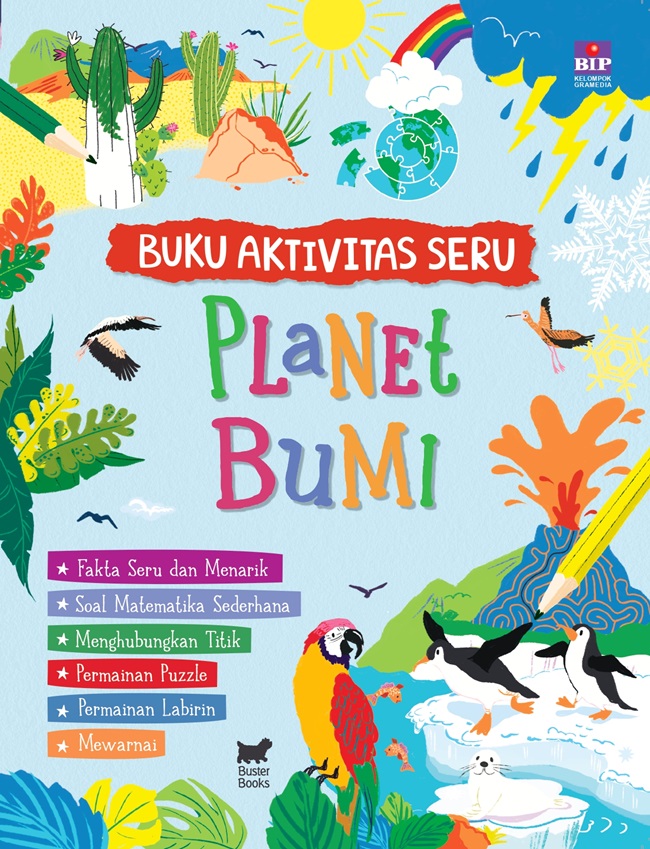 BIP
KELOMPOK
GRAMEDIA
BUKU AKTIVITAS SERU
PLaNEt
BuMI
★ Fakta Seru dan Menarik
★ Soal Matematika Sederhana
★ Menghubungkan Titik
★ Permainan Puzzle
★ Permainan Labirin
★ Mewarnai
Buster
Books